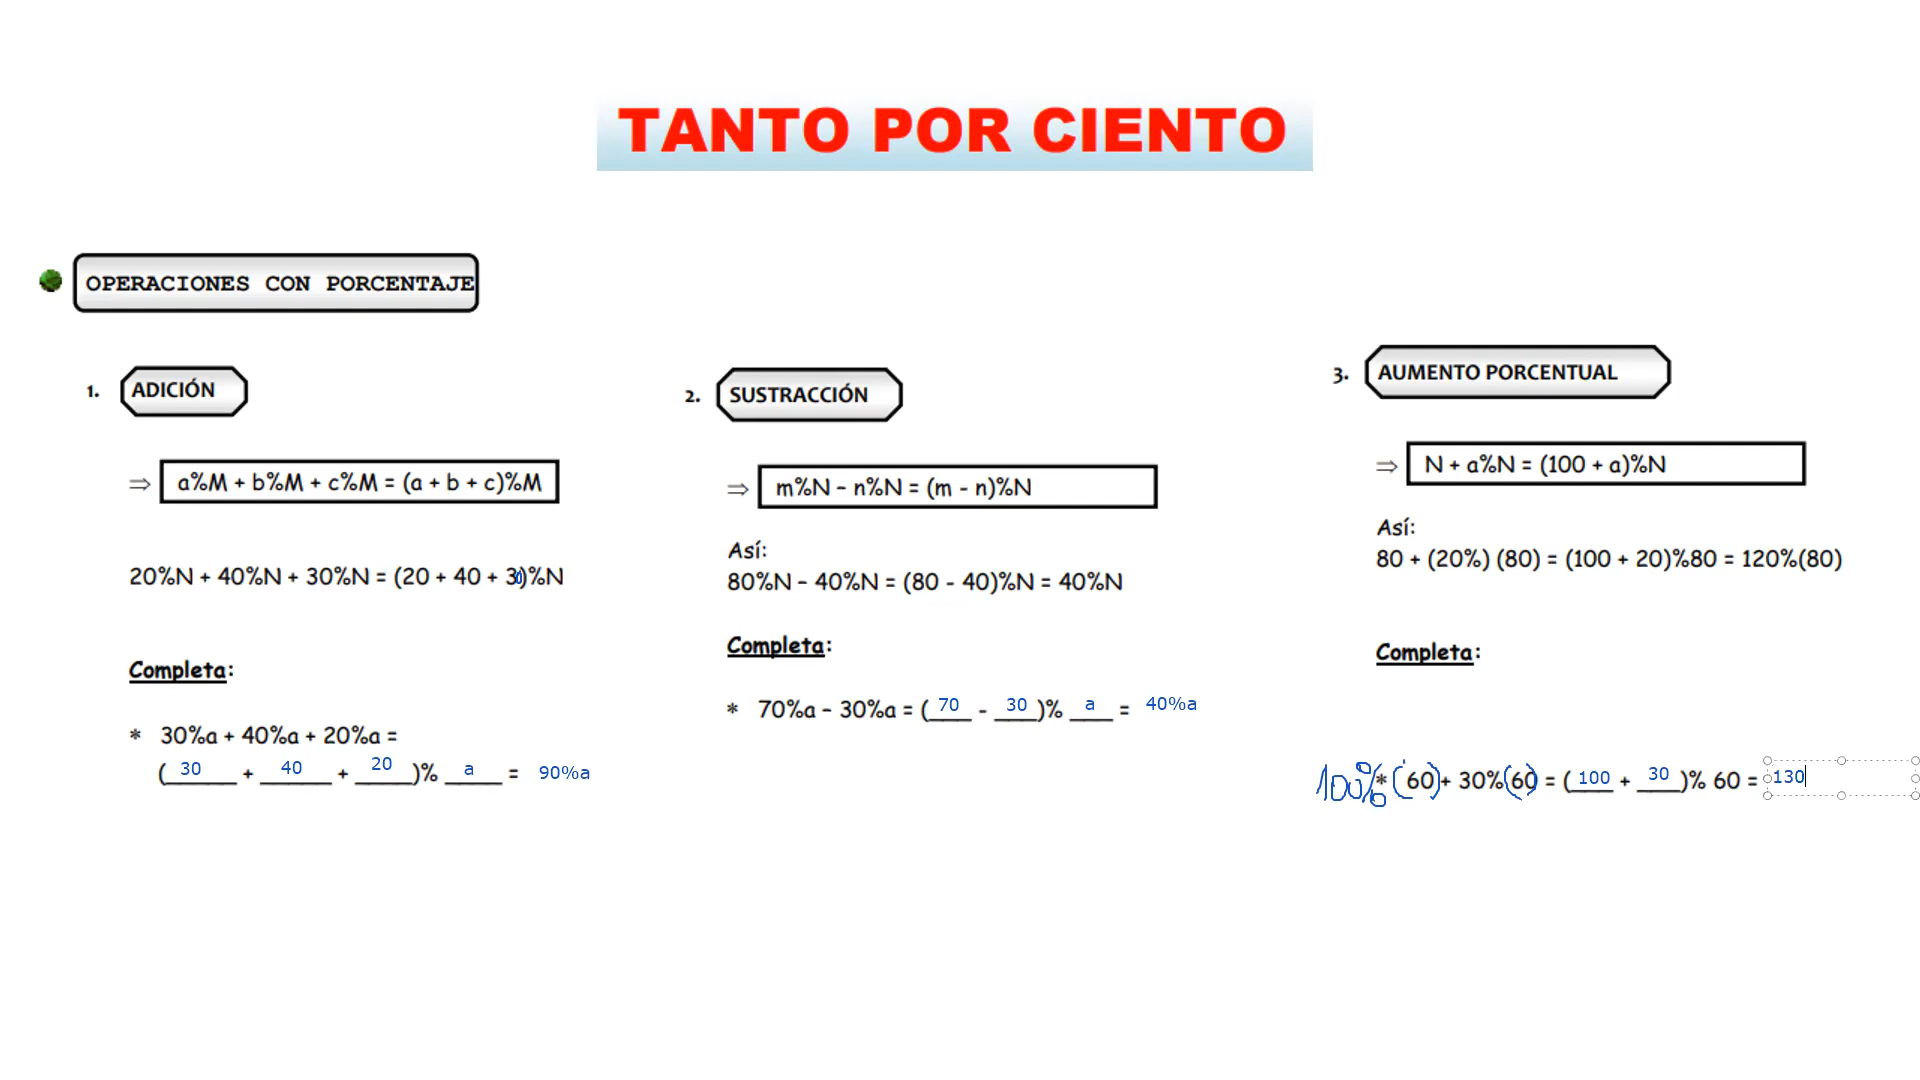 TANTO POR CIENTO
OPERACIONES CON PORCENTAJE
1. ADICIÓN
⇒ a%M + b%M + c%M = (a + b + c)%M
20%N + 40%N + 30%N = (20 + 40 + 30)%N
Completa:
* 30%a + 40%a + 20%a =
(30 + 40 + 20)% a = 90%a
2. SUSTRACCIÓN
⇒ m%N – n%N = (m - n)%N
Así:
80%N – 40%N = (80 - 40)%N = 40%N
Completa:
* 70%a – 30%a = (70 - 30)% a = 40%a
3. AUMENTO PORCENTUAL
⇒ N + a%N = (100 + a)%N
Así:
80 + (20%) (80) = (100 + 20)%80 = 120%(80)
Completa:
100% * (60) + 30% (60) = (100 + 30)% 60 = 130